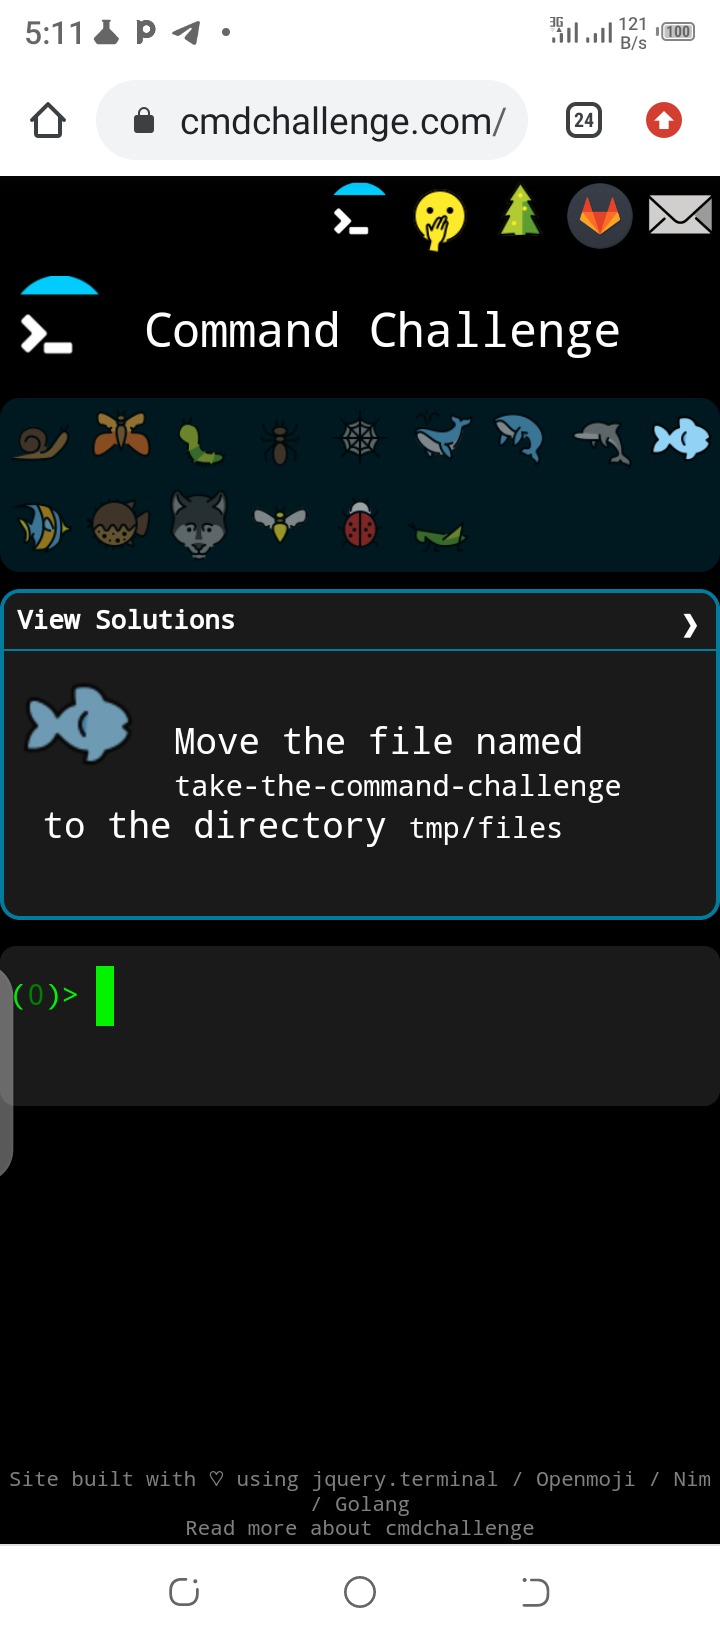 5:11
3G 121 B/s 100
cmdchallenge.com/
24
Command Challenge
View Solutions
Move the file named
take-the-command-challenge
to the directory tmp/files
(0)>
Site built with ♡ using jquery.terminal / Openmoji / Nim
/ Golang
Read more about cmdchallenge